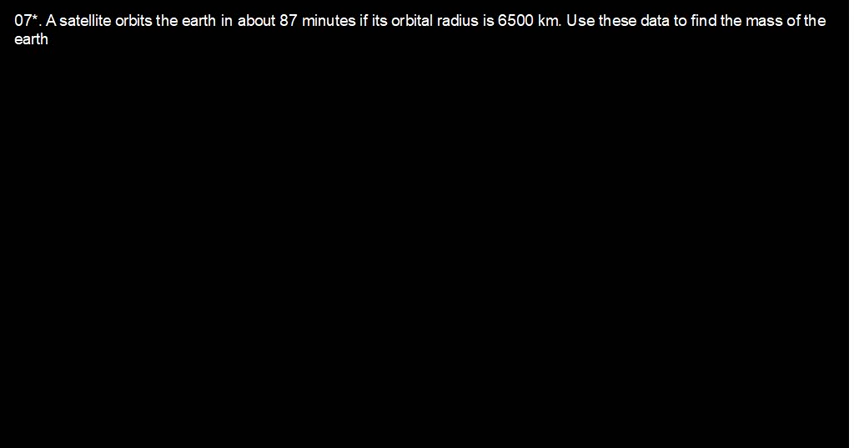 07*. A satellite orbits the earth in about 87 minutes if its orbital radius is 6500 km. Use these data to find the mass of the
earth